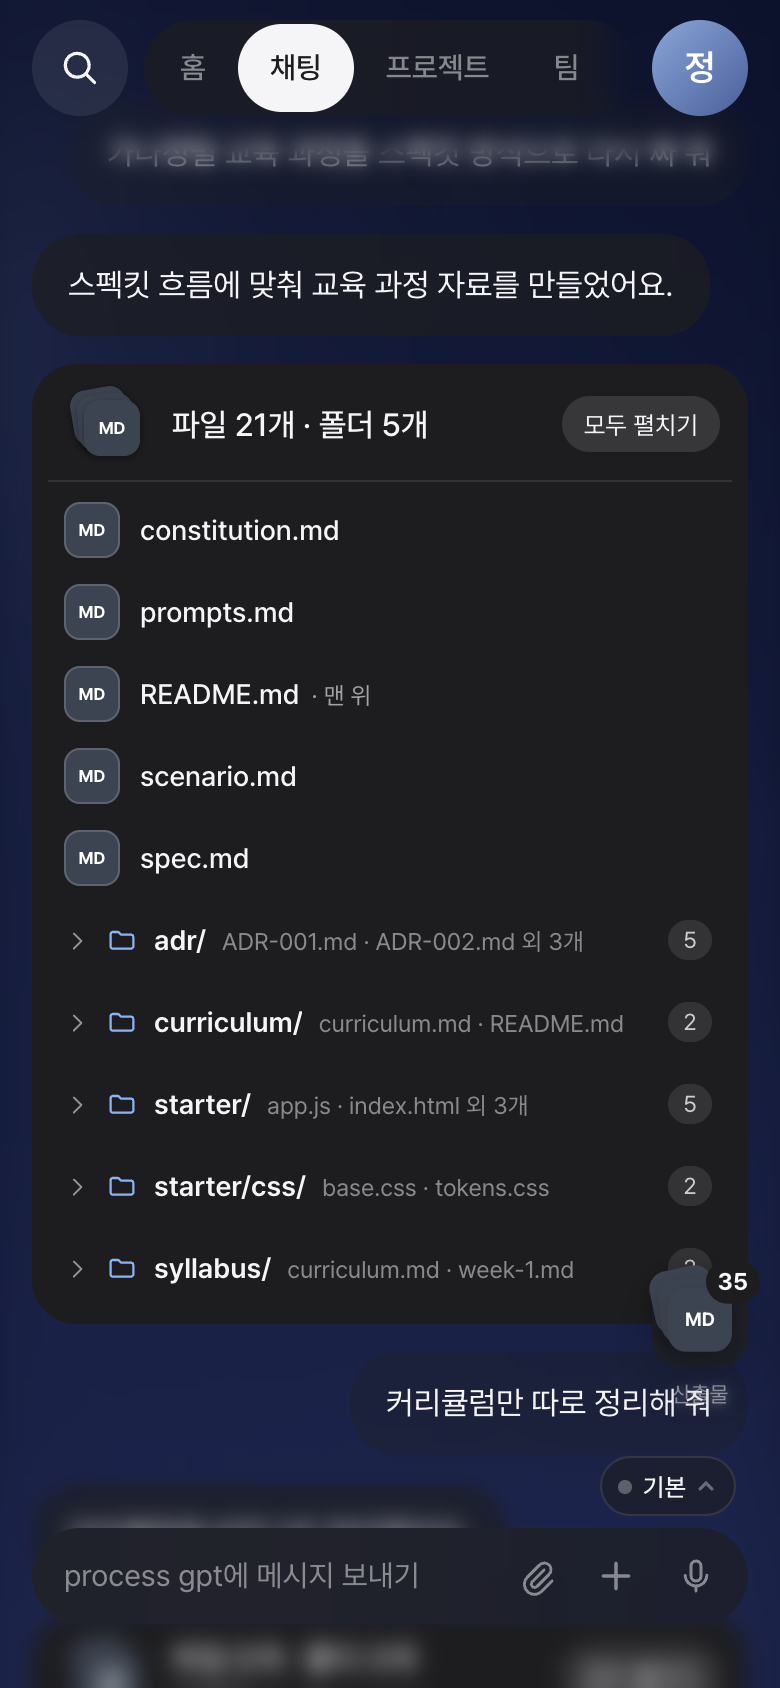 홈 채팅 프로젝트 팀 정
스펙킷 흐름에 맞춰 교육 과정 자료를 만들었어요.
MD 파일 21개 · 폴더 5개 모두 펼치기
MD constitution.md
MD prompts.md
MD README.md · 맨 위
MD scenario.md
MD spec.md
adr/ ADR-001.md · ADR-002.md 외 3개 5
curriculum/ curriculum.md · README.md 2
starter/ app.js · index.html 외 3개 5
starter/css/ base.css · tokens.css 2
syllabus/ curriculum.md · week-1.md
35
MD
커리큘럼만 따로 정리해 줘
기본
process gpt에 메시지 보내기